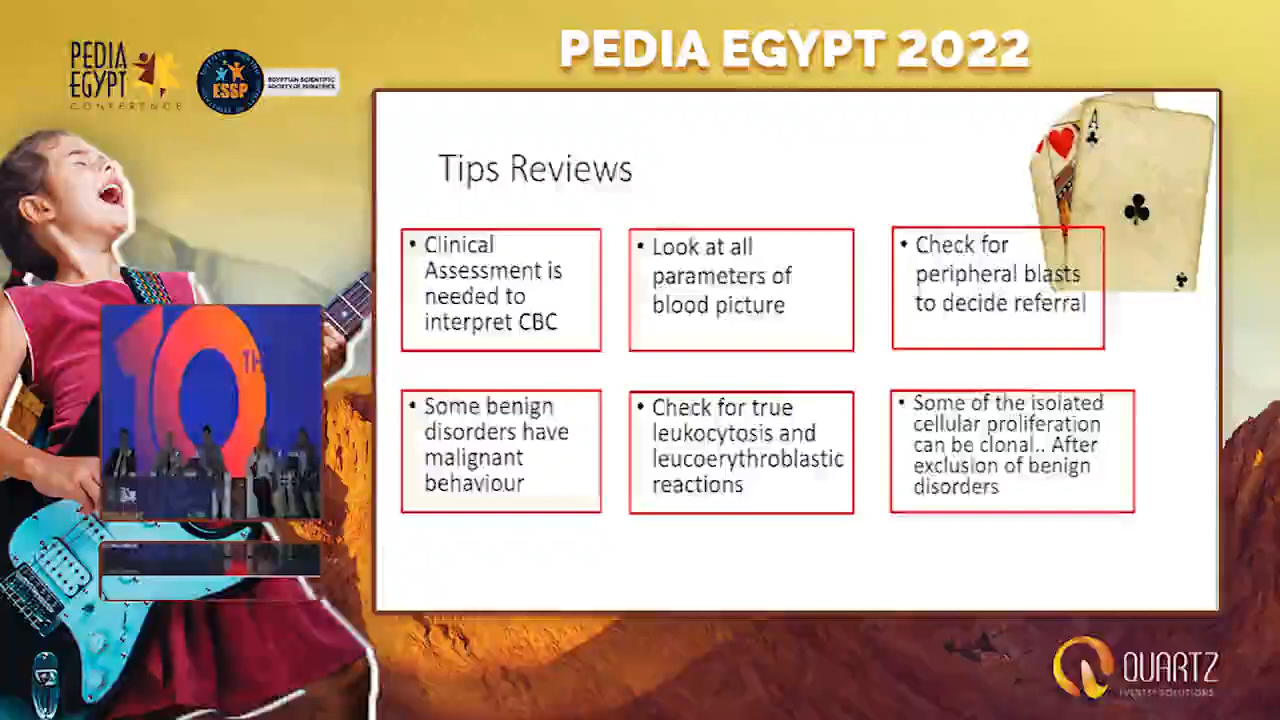 PEDIA EGYPT 2022
PEDIA
EGYPT
CONFERENCE
ESSP
EGYPTIAN SCIENTIFIC
SOCIETY OF PEDIATRICS
Tips Reviews
A
• Clinical
Assessment is
needed to
interpret CBC
• Look at all
parameters of
blood picture
• Check for
peripheral blasts
to decide referral
• Some benign
disorders have
malignant
behaviour
• Check for true
leukocytosis and
leucoerythroblastic
reactions
• Some of the isolated
cellular proliferation
can be clonal.. After
exclusion of benign
disorders
10TH
QUARTZ
EVENTS SOLUTIONS